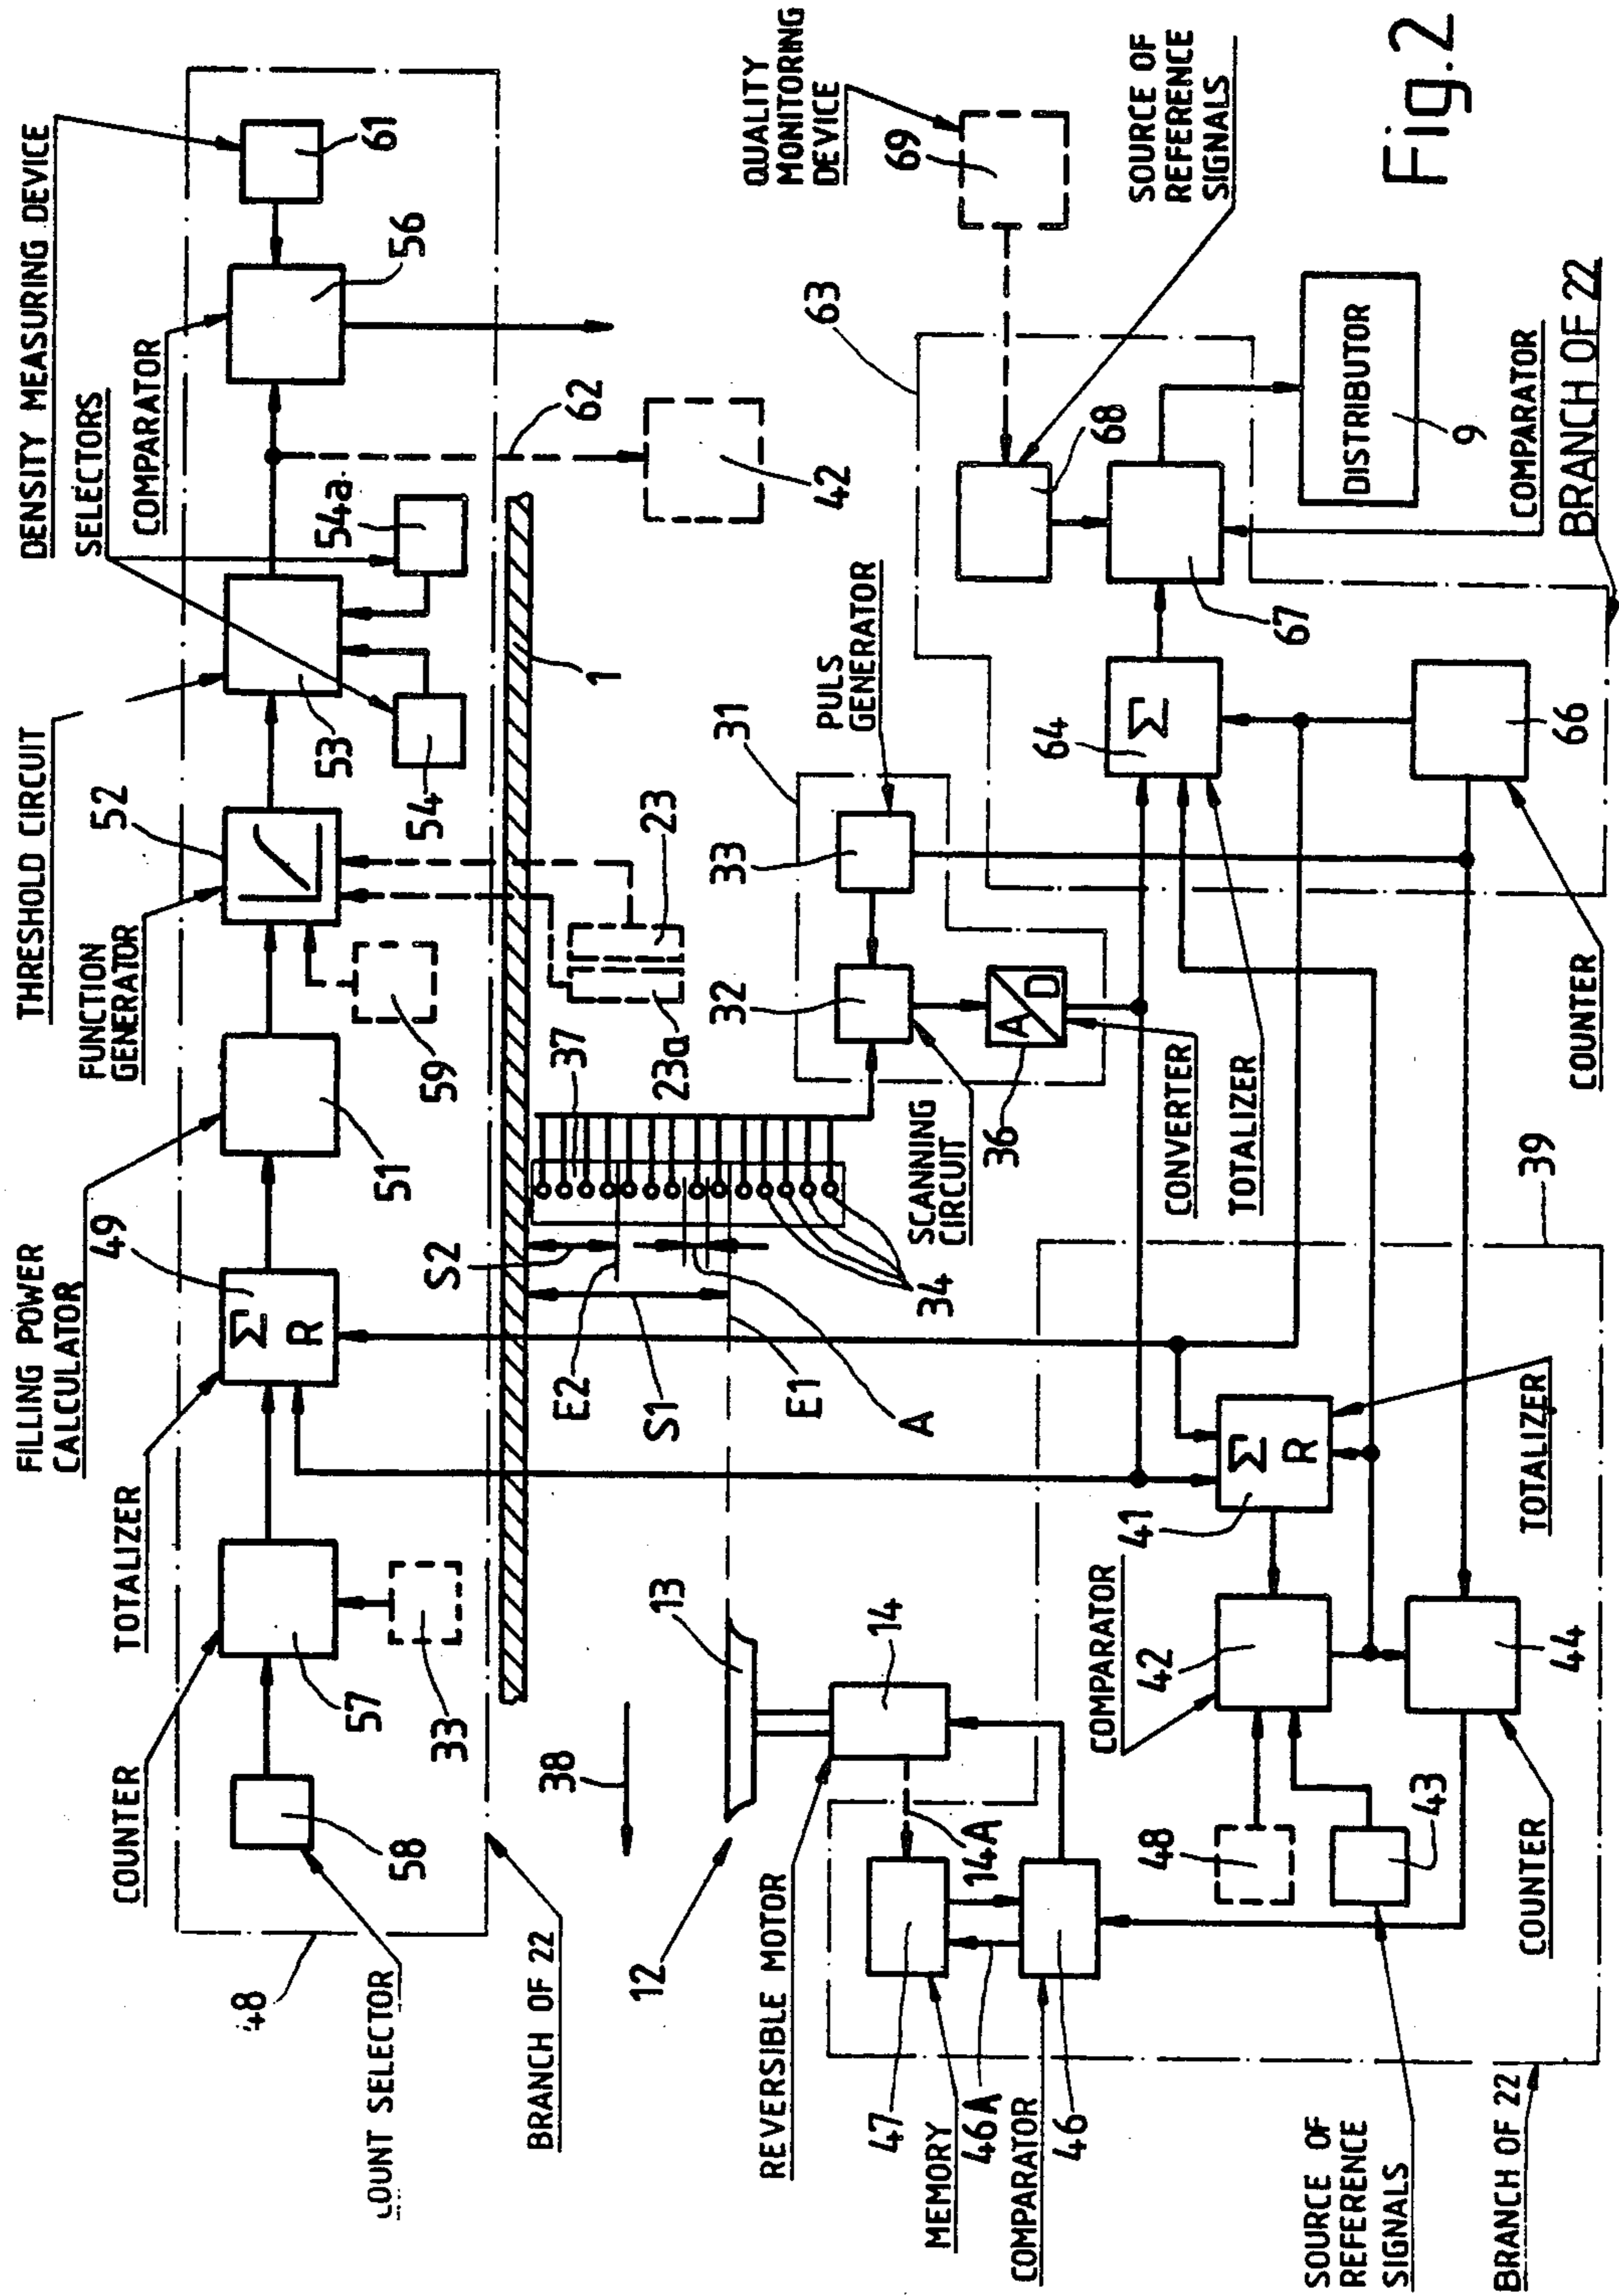 DENSITY MEASURING DEVICE
SELECTORS
COMPARATOR
THRESHOLD CIRCUIT
FUNCTION
GENERATOR
FILLING POWER
CALCULATOR
TOTALIZER
COUNTER
COUNT SELECTOR
BRANCH OF 22
48
58
57
33
49
Σ
R
51
52
59
53
54
54a
56
61
62
42
1
38
12
13
14
14A
REVERSIBLE MOTOR
S2
E2
S1
E1
A
37
34
23a
23
32
33
31
36
A
D
PULS
GENERATOR
SCANNING
CIRCUIT
CONVERTER
TOTALIZER
QUALITY
MONITORING
DEVICE
69
SOURCE OF
REFERENCE
SIGNALS
63
68
67
64
Σ
66
COUNTER
COMPARATOR
DISTRIBUTOR
9
BRANCH OF 22
39
41
Σ
R
TOTALIZER
COMPARATOR
42
44
COUNTER
48
43
47
46A
46
MEMORY
COMPARATOR
SOURCE OF
REFERENCE
SIGNALS
BRANCH OF 22
Fig.2